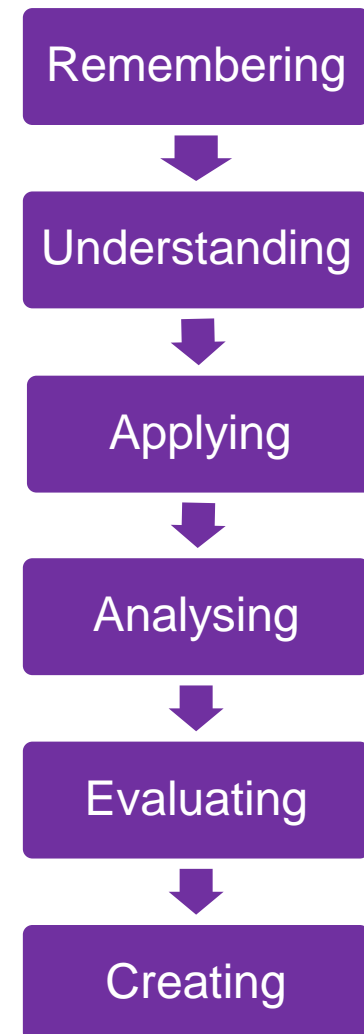 Remembering
Understanding
Applying
Analysing
Evaluating
Creating